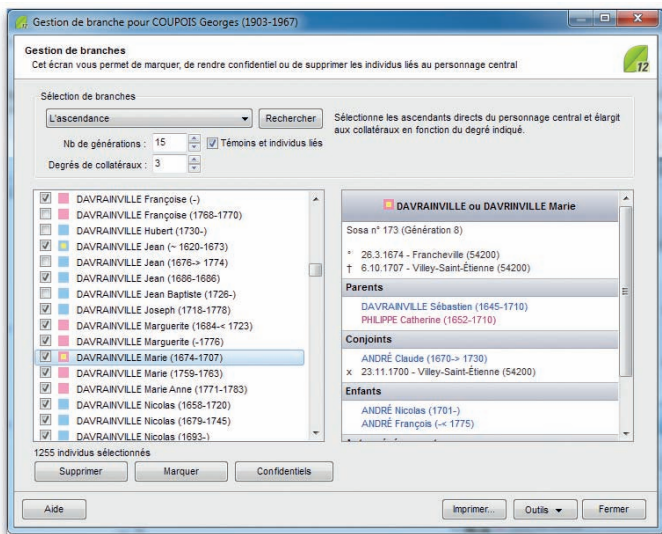 Gestion de branche pour COUPOIS Georges (1903-1967)
Gestion de branches
Cet écran vous permet de marquer, de rendre confidentiel ou de supprimer les individus liés au personnage central
12
Sélection de branches
L'ascendance
Rechercher
Sélectionne les ascendants directs du personnage central et élargit
aux collatéraux en fonction du degré indiqué.
Nb de générations : 15
Témoins et individus liés
Degrés de collatéraux : 3
DAVRAINVILLE Françoise (-)
DAVRAINVILLE Françoise (1768-1770)
DAVRAINVILLE Hubert (1730-)
DAVRAINVILLE Jean (~ 1620-1673)
DAVRAINVILLE Jean (1676-> 1774)
DAVRAINVILLE Jean (1686-1686)
DAVRAINVILLE Jean Baptiste (1726-)
DAVRAINVILLE Joseph (1718-1778)
DAVRAINVILLE Marguerite (1684-< 1723)
DAVRAINVILLE Marguerite (-1776)
DAVRAINVILLE Marie (1674-1707)
DAVRAINVILLE Marie (1759-1763)
DAVRAINVILLE Marie Anne (1771-1783)
DAVRAINVILLE Nicolas (1658-1720)
DAVRAINVILLE Nicolas (1679-1745)
DAVRAINVILLE Nicolas (1693-)
DAVRAINVILLE ou DAVRINVILLE Marie
Sosa n° 173 (Génération 8)
° 26.3.1674 - Francheville (54200)
† 6.10.1707 - Villey-Saint-Étienne (54200)
Parents
DAVRAINVILLE Sébastien (1645-1710)
PHILIPPE Catherine (1652-1710)
Conjoints
ANDRÉ Claude (1670-> 1730)
x 23.11.1700 - Villey-Saint-Étienne (54200)
Enfants
ANDRÉ Nicolas (1701-)
ANDRÉ François (-< 1775)
1255 individus sélectionnés
Supprimer
Marquer
Confidentiels
Aide
Imprimer...
Outils
Fermer